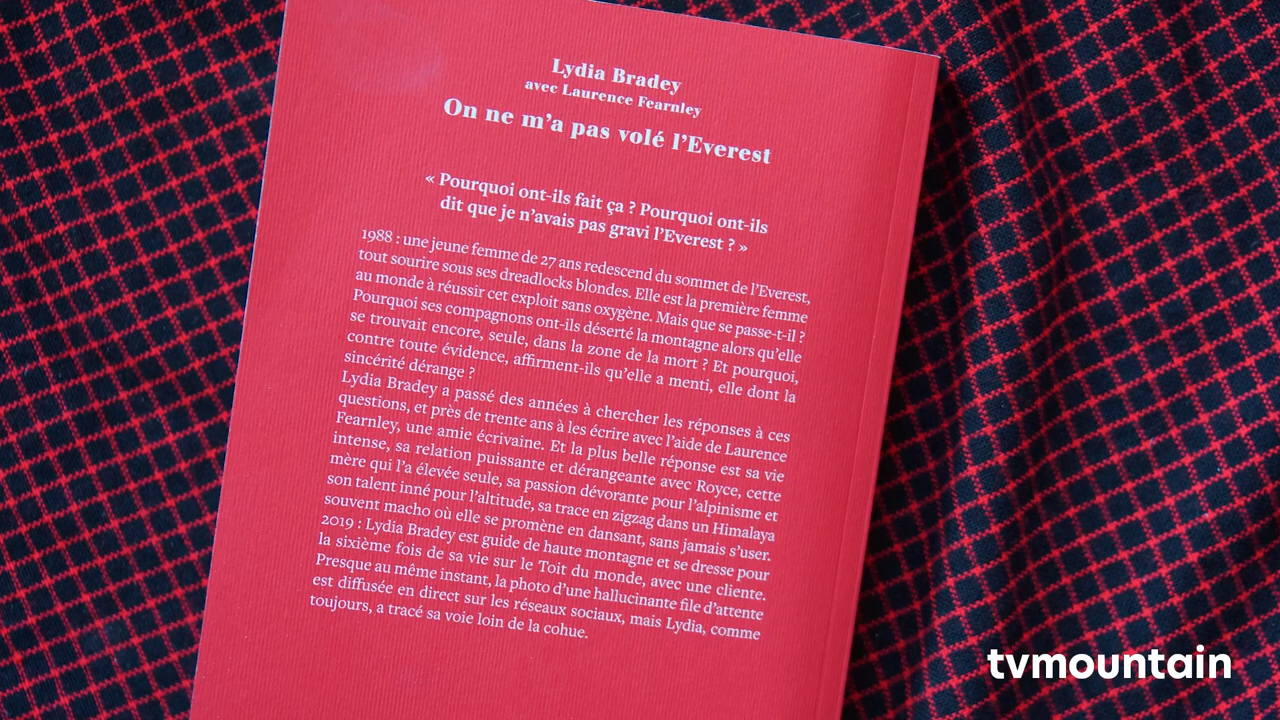 Lydia Bradey
avec Laurence Fearnley
On ne m’a pas volé l’Everest
« Pourquoi ont-ils fait ça ? Pourquoi ont-ils
dit que je n’avais pas gravi l’Everest ? »
1988 : une jeune femme de 27 ans redescend du sommet de l’Everest,
tout sourire sous ses dreadlocks blondes. Elle est la première femme
au monde à réussir cet exploit sans oxygène. Mais que se passe-t-il ?
Pourquoi ses compagnons ont-ils déserté la montagne alors qu’elle
se trouvait encore, seule, dans la zone de la mort ? Et pourquoi,
contre toute évidence, affirment-ils qu’elle a menti, elle dont la
sincérité dérange ?
Lydia Bradey a passé des années à chercher les réponses à ces
questions, et près de trente ans à les écrire avec l’aide de Laurence
Fearnley, une amie écrivaine. Et la plus belle réponse est sa vie
intense, sa relation puissante et dérangeante avec Royce, cette
mère qui l’a élevée seule, sa passion dévorante pour l’alpinisme et
son talent inné pour l’altitude, sa trace en zigzag dans un Himalaya
souvent macho où elle se promène en dansant, sans jamais s’user.
2019 : Lydia Bradey est guide de haute montagne et se dresse pour
la sixième fois de sa vie sur le Toit du monde, avec une cliente.
Presque au même instant, la photo d’une hallucinante file d’attente
est diffusée en direct sur les réseaux sociaux, mais Lydia, comme
toujours, a tracé sa voie loin de la cohue.
tvmountain